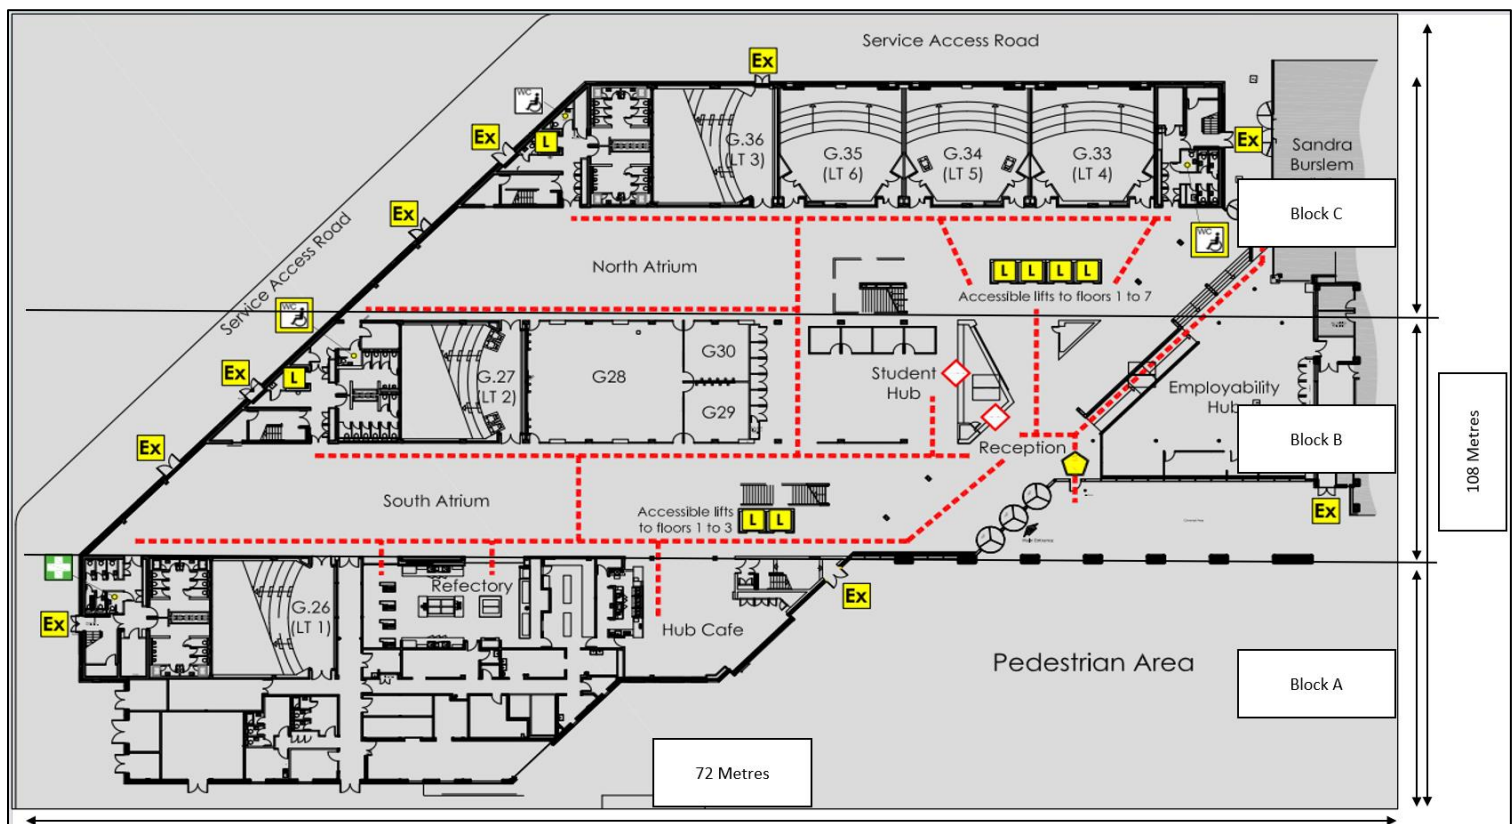 Service Access Road
Ex
WC
Ex
L
G.36
(LT 3)
G.35
(LT 6)
G.34
(LT 5)
G.33
(LT 4)
Ex
Sandra
Burslem
Block C
Ex
WC
Service Access Road
North Atrium
L L L L
Accessible lifts to floors 1 to 7
WC
Ex
L
G.27
(LT 2)
G28
G30
G29
Student
Hub
Employability
Hub
Block B
108 Metres
Reception
Ex
South Atrium
Accessible lifts
to floors 1 to 3
L L
Ex
Ex
Ex
G.26
(LT 1)
Refectory
Hub Cafe
Pedestrian Area
Block A
72 Metres